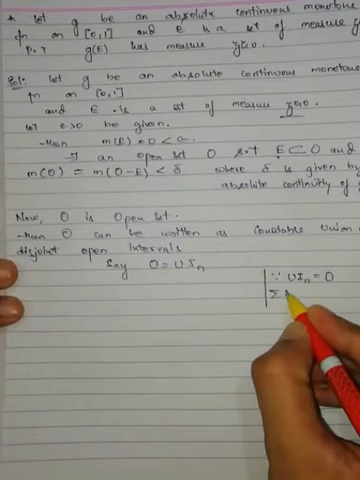 * let g be an absolute continuous monotone
fn on [0,1] and E is a set of measure
P.T g(E) has measure zero.
Sol: let g be an absolute continuous monotone
fn on [0,1]
and E is a set of measure zero.
let ε>0 be given.
then m(E) = 0 < ε
∃ an open set O s.t E ⊂ O and
m(O) = m(O-E) < δ where δ is given by
absolute continuity of
Now, O is open set.
then O can be written as countable union
disjoint open intervals
Say O = ∪ In
∵ ∪In = O
Σ